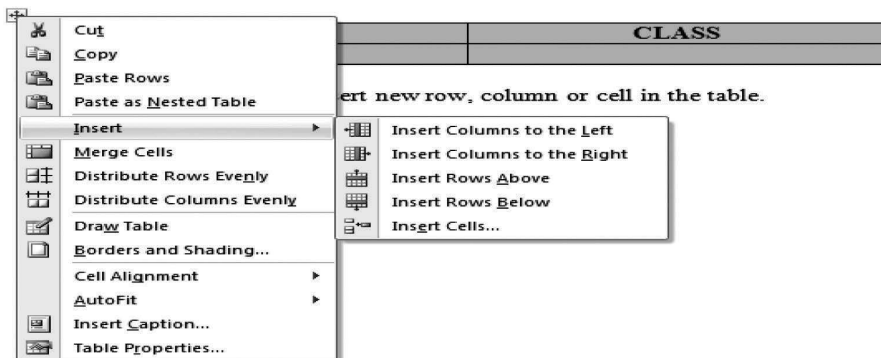 CLASS
Cut
Copy
Paste Rows
Paste as Nested Table
ert new row, column or cell in the table.
Insert
Merge Cells
Distribute Rows Evenly
Distribute Columns Evenly
Draw Table
Borders and Shading...
Cell Alignment
AutoFit
Insert Caption...
Table Properties...
Insert Columns to the Left
Insert Columns to the Right
Insert Rows Above
Insert Rows Below
Insert Cells...